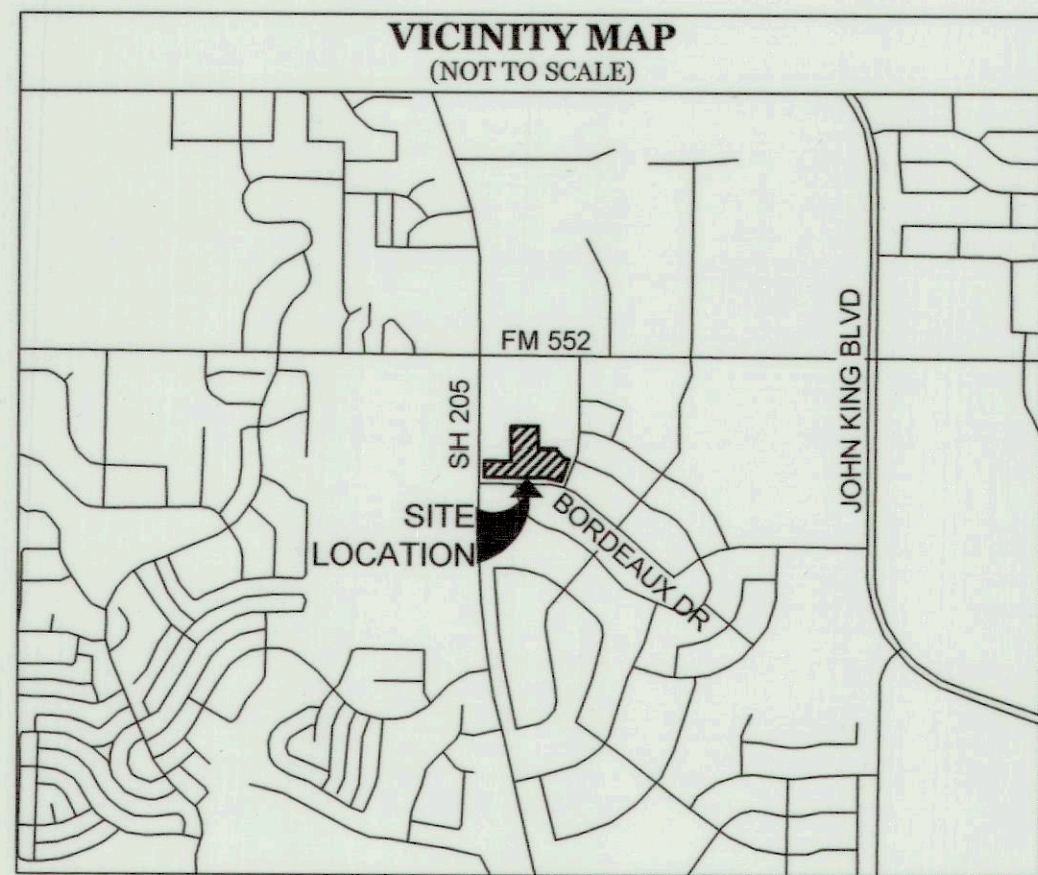 VICINITY MAP
(NOT TO SCALE)
FM 552
SH 205
JOHN KING BLVD
SITE
LOCATION
BORDEAUX DR